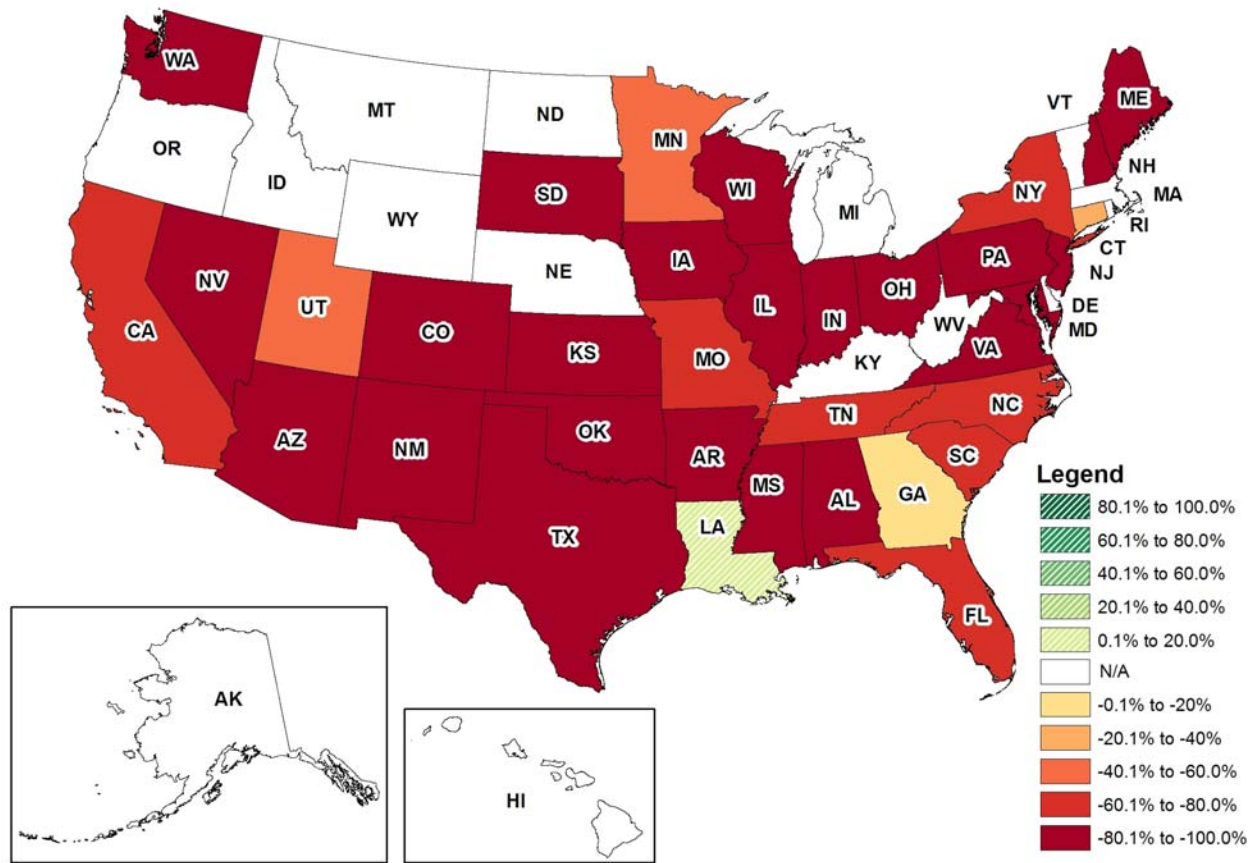 WA
MT
ND
MN
VT
ME
OR
ID
SD
WI
NY
NH
WY
MI
MA
RI
IA
PA
CT
NE
NJ
NV
OH
UT
IL
IN
DE
CA
CO
WV
MD
KS
MO
KY
VA
TN
NC
AZ
NM
OK
AR
SC
MS
AL
GA
LA
TX
FL
AK
HI
Legend
80.1% to 100.0%
60.1% to 80.0%
40.1% to 60.0%
20.1% to 40.0%
0.1% to 20.0%
N/A
-0.1% to -20%
-20.1% to -40%
-40.1% to -60.0%
-60.1% to -80.0%
-80.1% to -100.0%